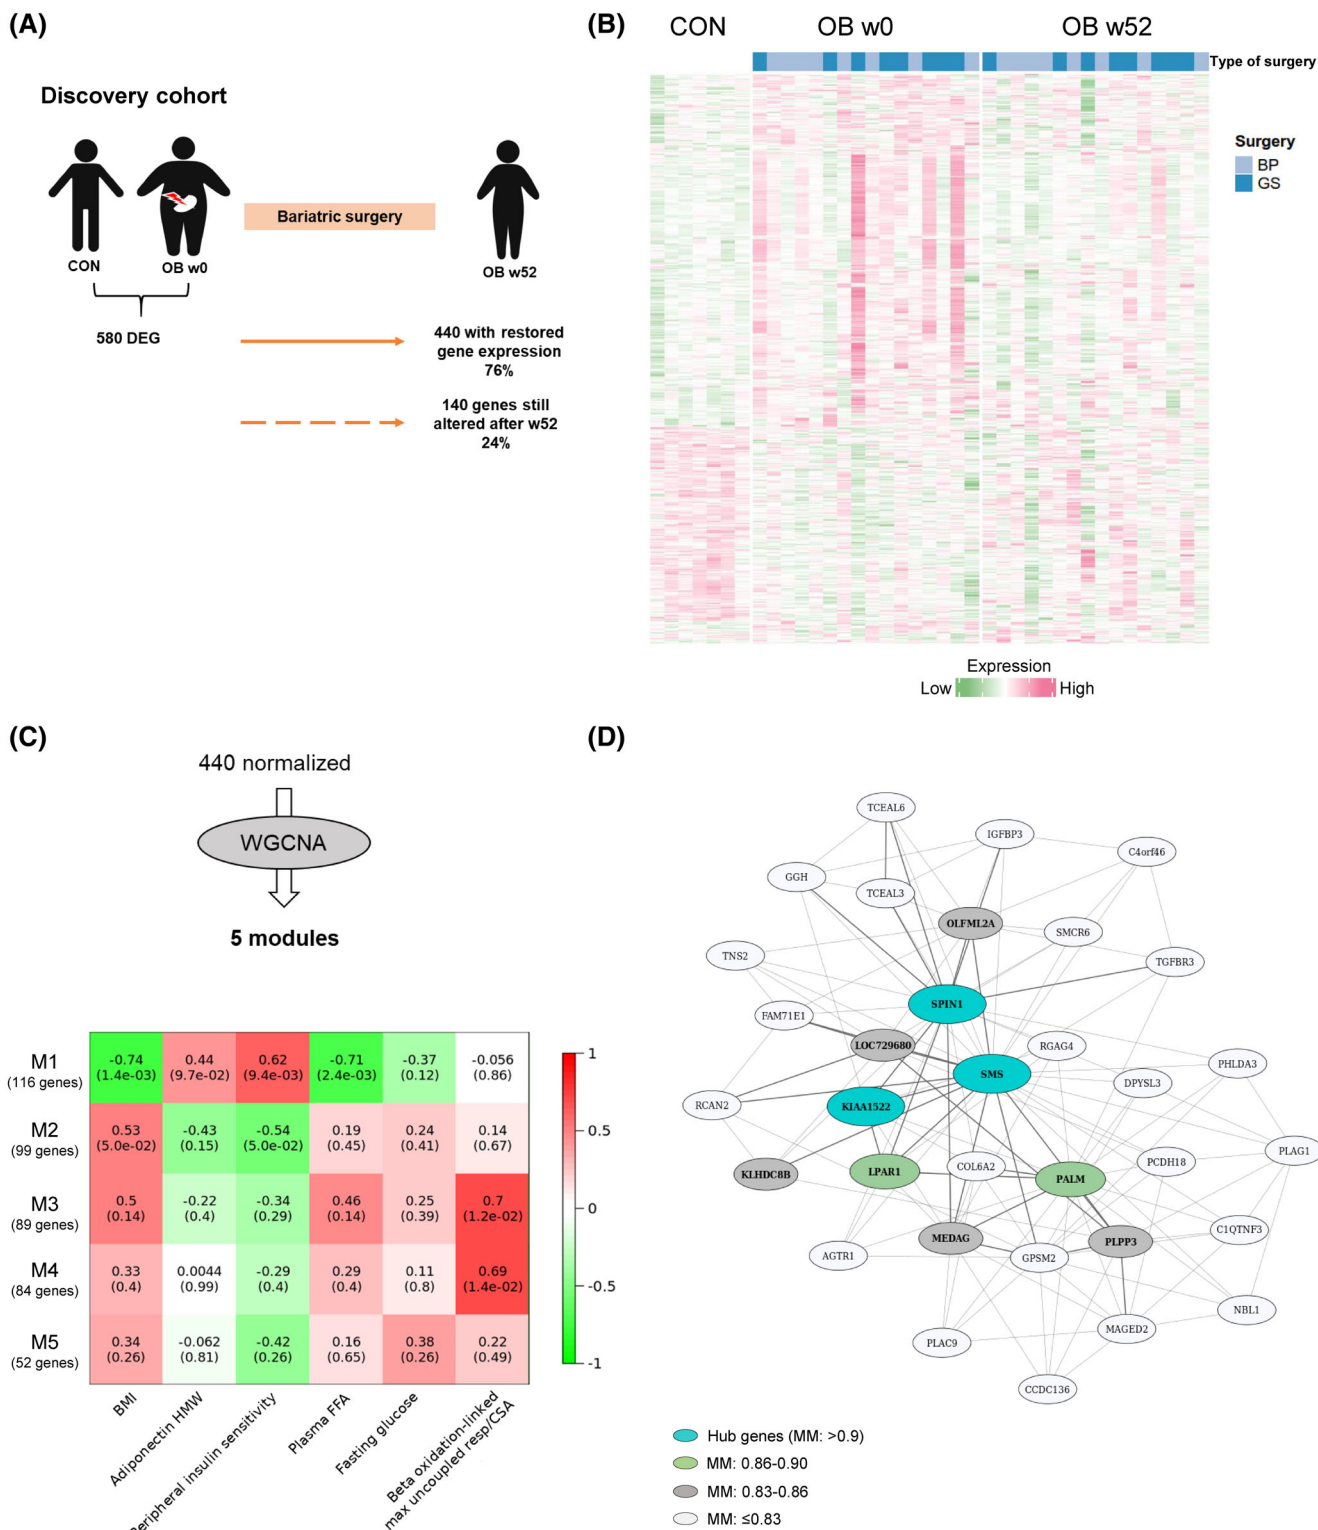 (A)
Discovery cohort
CON
OB w0
Bariatric surgery
OB w52
580 DEG
440 with restored
gene expression
76%
140 genes still
altered after w52
24%
(B)
CON
OB w0
OB w52
Type of surgery
Surgery
BP
GS
Expression
Low
High
(C)
440 normalized
WGCNA
5 modules
M1
(116 genes)
-0.74
(1.4e-03)
0.44
(9.7e-02)
0.62
(9.4e-03)
-0.71
(2.4e-03)
-0.37
(0.12)
-0.056
(0.86)
M2
(99 genes)
0.53
(5.0e-02)
-0.43
(0.15)
-0.54
(5.0e-02)
0.19
(0.45)
0.24
(0.41)
0.14
(0.67)
M3
(89 genes)
0.5
(0.14)
-0.22
(0.4)
-0.34
(0.29)
0.46
(0.14)
0.25
(0.39)
0.7
(1.2e-02)
M4
(84 genes)
0.33
(0.4)
0.0044
(0.99)
-0.29
(0.4)
0.29
(0.4)
0.11
(0.8)
0.69
(1.4e-02)
M5
(52 genes)
0.34
(0.26)
-0.062
(0.81)
-0.42
(0.26)
0.16
(0.65)
0.38
(0.26)
0.22
(0.49)
1
0.5
0
-0.5
-1
BMI
Adiponectin HMW
Peripheral insulin sensitivity
Plasma FFA
Fasting glucose
Beta oxidation-linked
max uncoupled resp/CSA
(D)
TCEAL6
IGFBP3
C4orf46
GGH
TCEAL3
OLFML2A
SMCR6
TNS2
TGFBR3
SPIN1
FAM71E1
LOC729680
RGAG4
PHLDA3
SMS
DPYSL3
RCAN2
KIAA1522
PLAG1
PCDH18
COL6A2
LPAR1
KLHDC8B
PALM
C1QTNF3
MEDAG
PLPP3
AGTR1
GPSM2
NBL1
MAGED2
PLAC9
CCDC136
Hub genes (MM: >0.9)
MM: 0.86-0.90
MM: 0.83-0.86
MM: ≤0.83